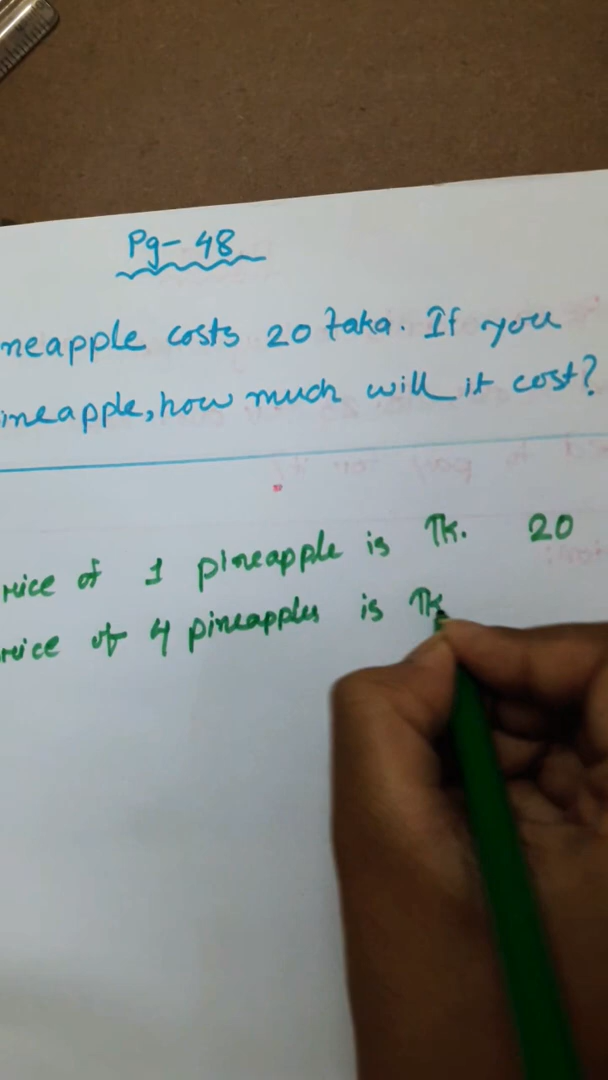 Pg-48
neapple costs 20 taka. If you
ineapple, how much will it cost?
rice of 1 pineapple is Tk. 20
rice of 4 pineapples is Tk